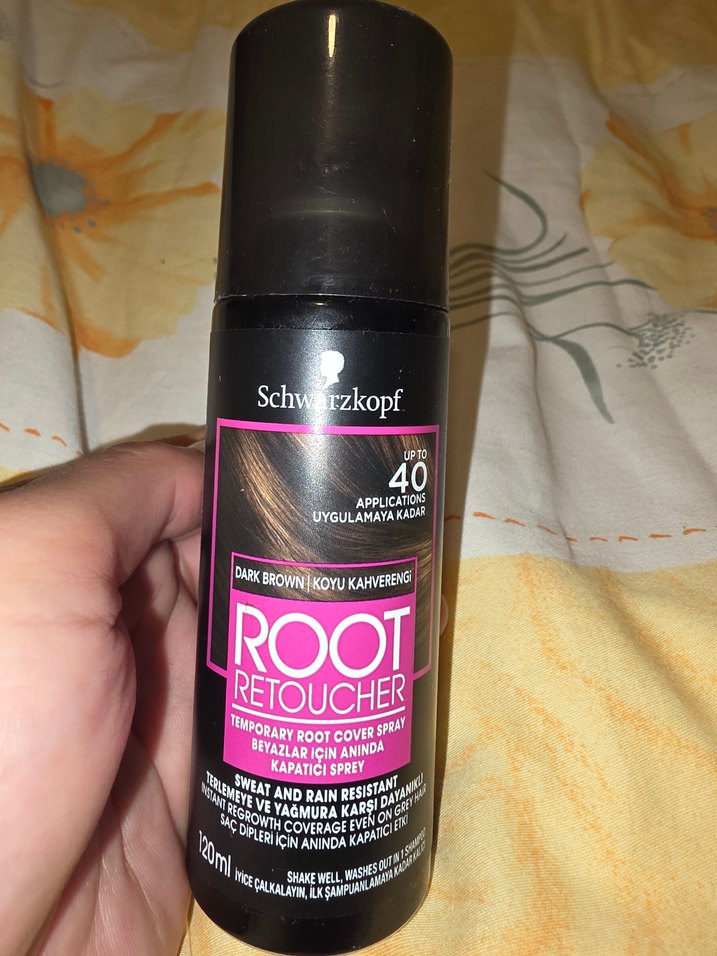 Schwarzkopf
UP TO
40
APPLICATIONS
UYGULAMAYA KADAR
DARK BROWN | KOYU KAHVERENGİ
ROOT
RETOUCHER
TEMPORARY ROOT COVER SPRAY
BEYAZLAR İÇİN ANINDA
KAPATICI SPREY
SWEAT AND RAIN RESISTANT
TERLEMEYE VE YAĞMURA KARŞI DAYANIKLI
INSTANT REGROWTH COVERAGE EVEN ON GREY HAIR
SAÇ DİPLERİ İÇİN ANINDA KAPATICI ETKİ
120ml
SHAKE WELL, WASHES OUT IN 1 SHAMPOO
İYİCE ÇALKALAYIN, İLK ŞAMPUANLAMAYA KADAR KALICI